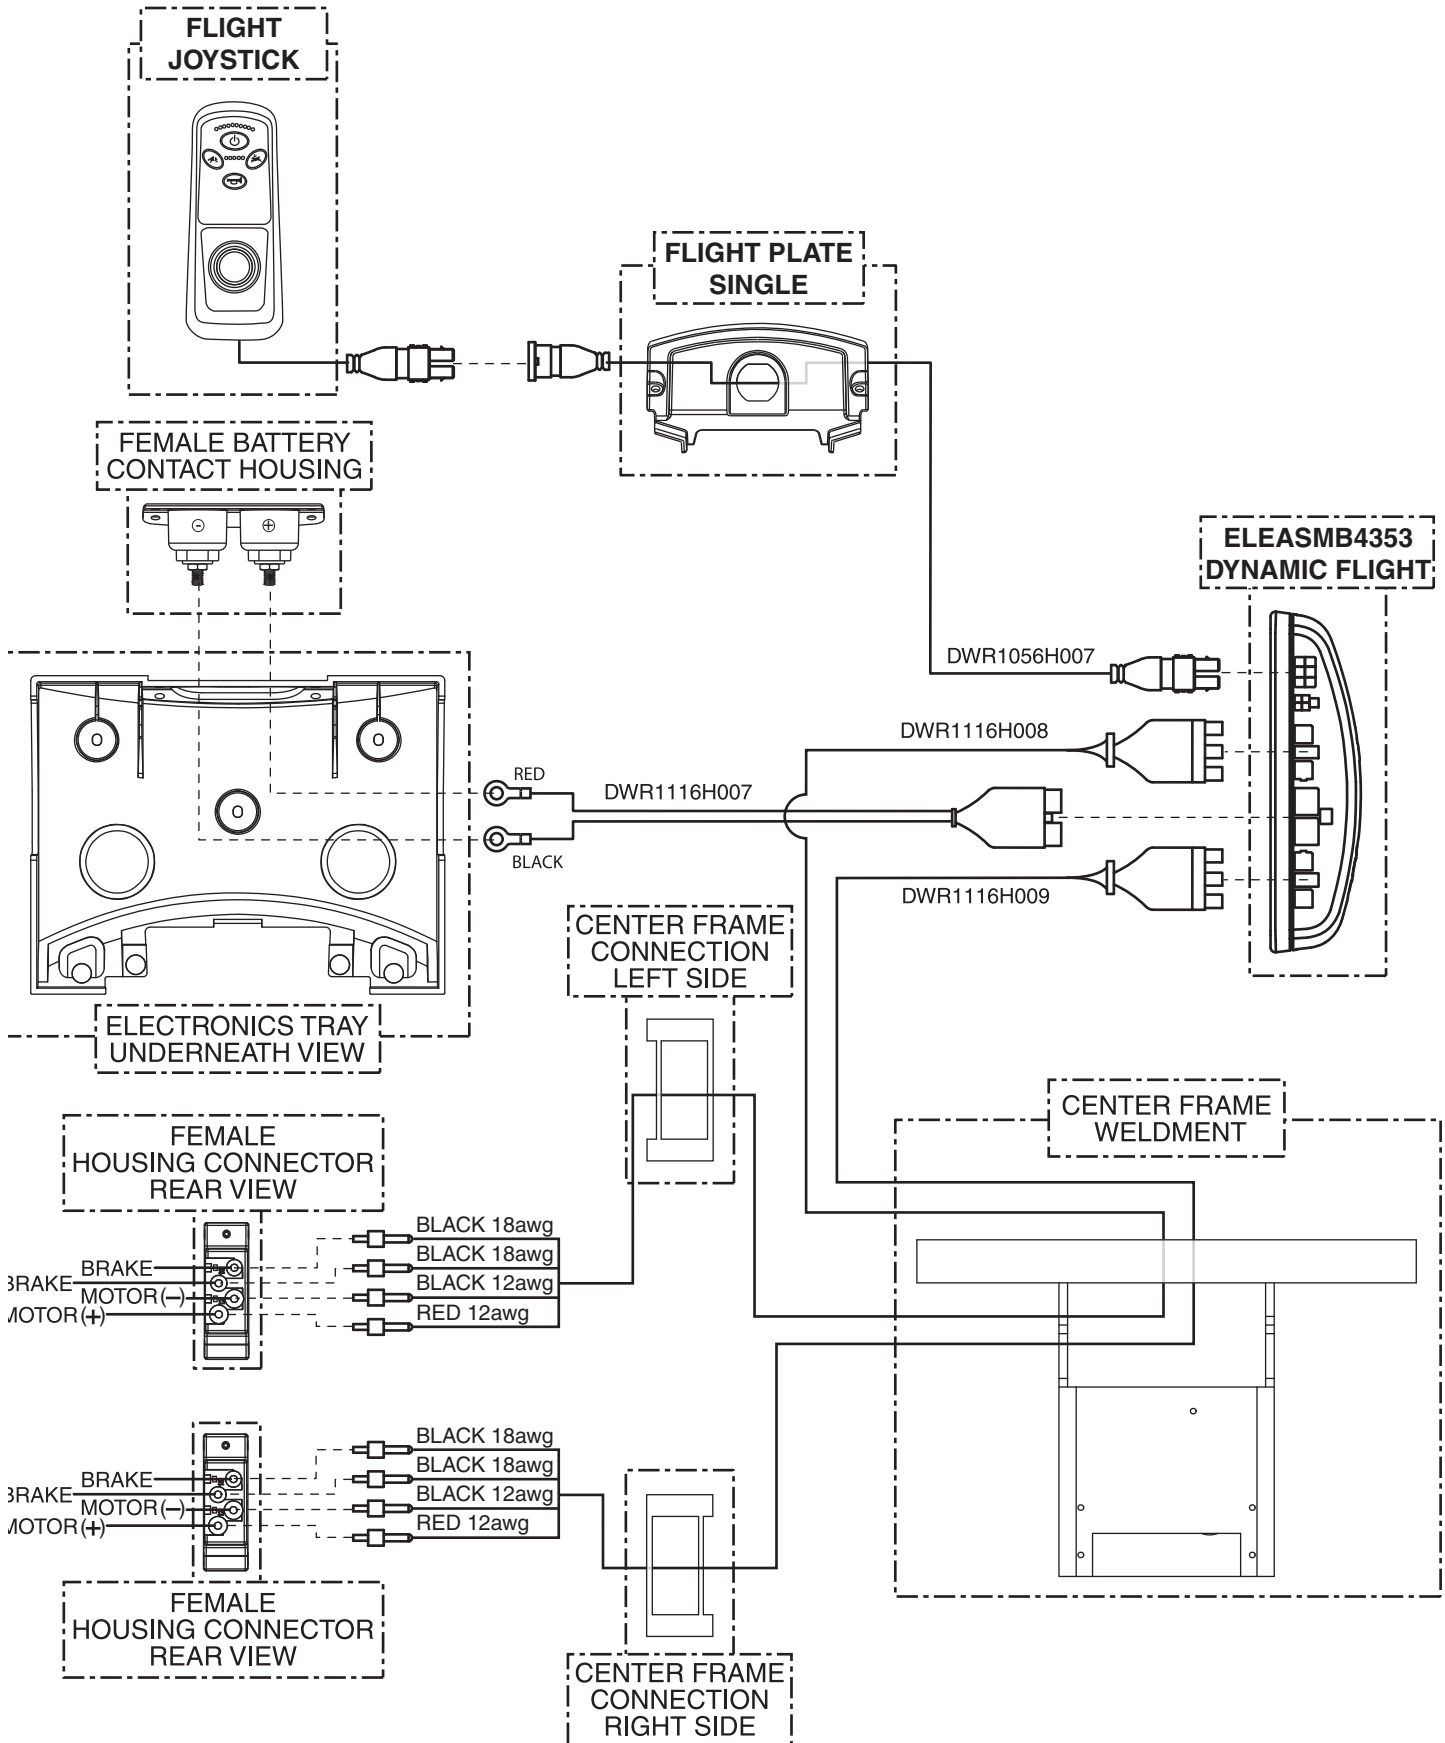 FLIGHT
JOYSTICK
FLIGHT PLATE
SINGLE
FEMALE BATTERY
CONTACT HOUSING
-
+
ELEASMB4353
DYNAMIC FLIGHT
DWR1056H007
DWR1116H008
RED
DWR1116H007
BLACK
DWR1116H009
CENTER FRAME
CONNECTION
LEFT SIDE
ELECTRONICS TRAY
UNDERNEATH VIEW
CENTER FRAME
WELDMENT
FEMALE
HOUSING CONNECTOR
REAR VIEW
BLACK 18awg
BLACK 18awg
BLACK 12awg
RED 12awg
BRAKE
BRAKE
MOTOR (-)
MOTOR (+)
BLACK 18awg
BLACK 18awg
BLACK 12awg
RED 12awg
BRAKE
BRAKE
MOTOR (-)
MOTOR (+)
FEMALE
HOUSING CONNECTOR
REAR VIEW
CENTER FRAME
CONNECTION
RIGHT SIDE